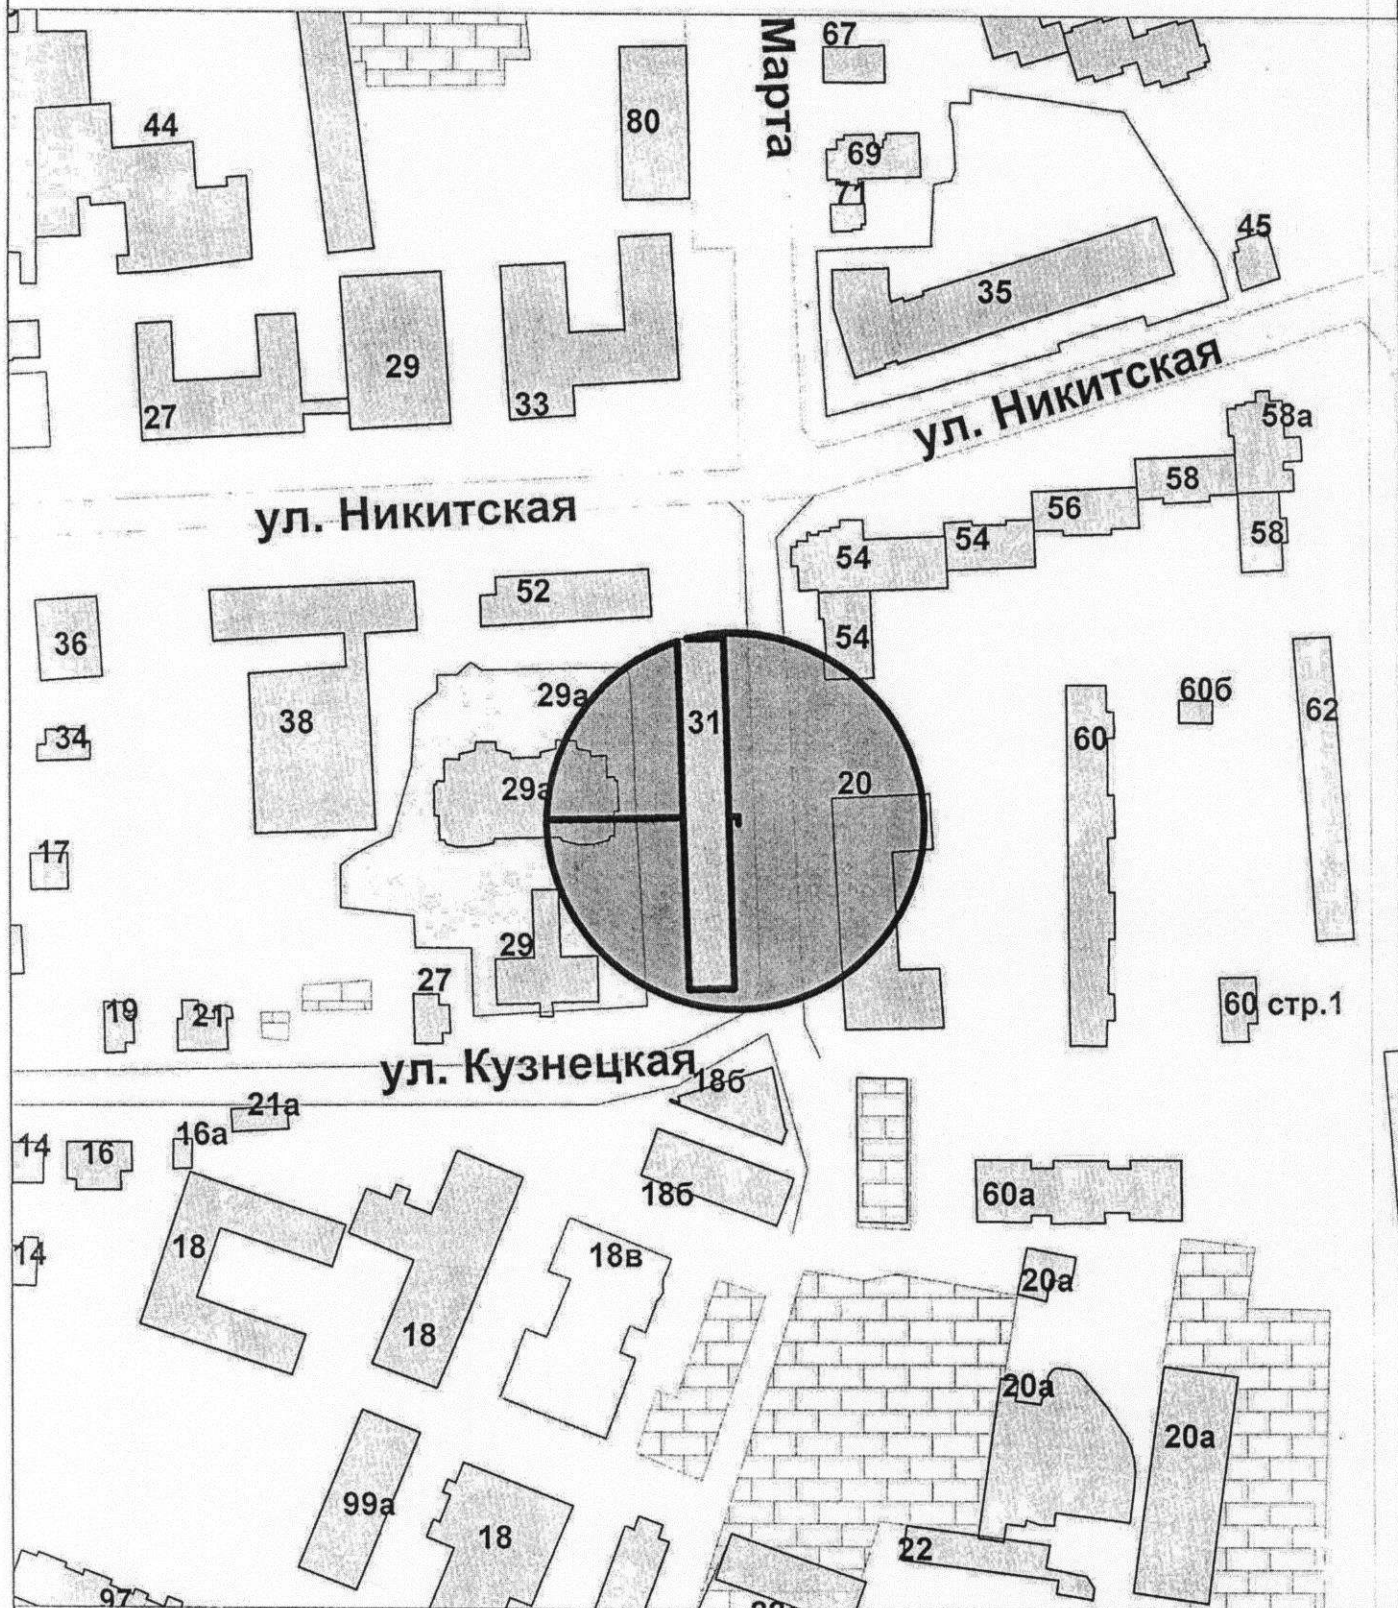 Марта
67
44
80
69
71
45
35
29
27
33
ул. Никитская
58а
58
56
ул. Никитская
54
54
58
52
36
54
38
29а
31
60б
62
34
60
29а
20
17
29
27
19
21
60 стр.1
ул. Кузнецкая
18б
21а
16а
14
16
18б
60а
18
14
18в
20а
18
20а
20а
99а
18
22
97